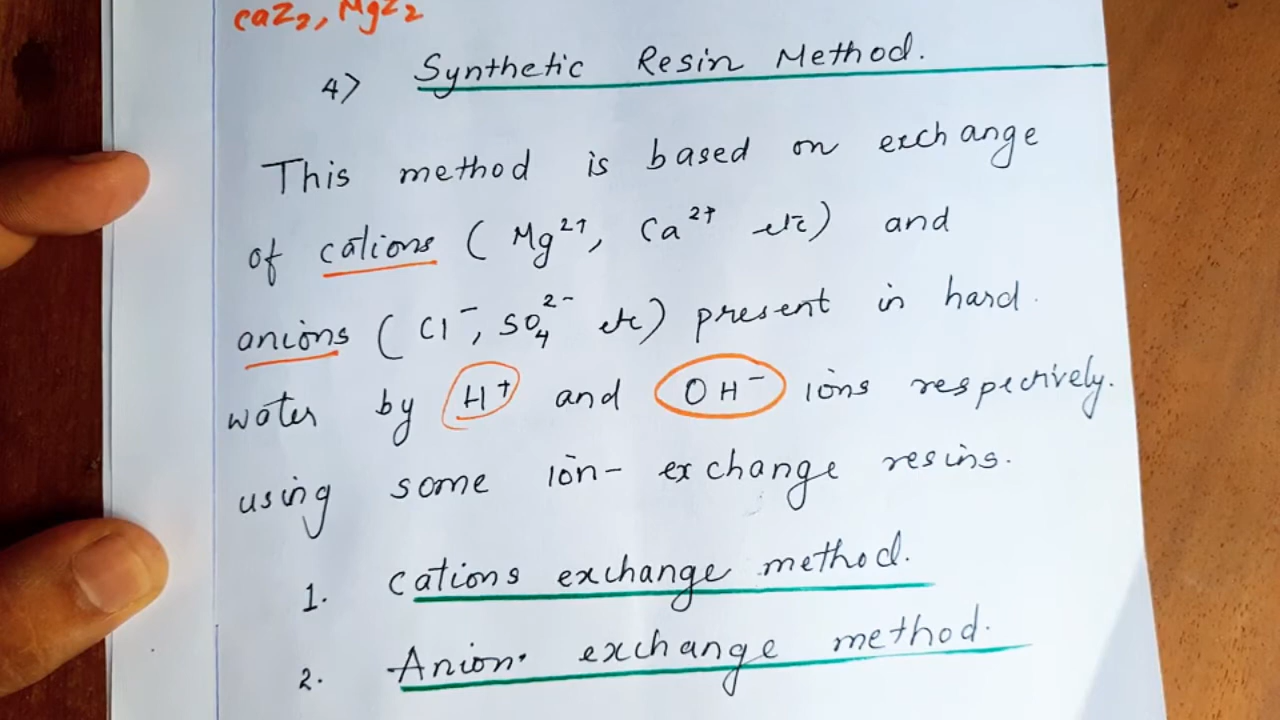 CaZ₂, MgZ₂
4) Synthetic Resin Method.
This method is based on exchange
of cations ( Mg²⁺, Ca²⁺ etc) and
anions ( Cl⁻, SO₄²⁻ etc) present in hard
water by H⁺ and OH⁻ ions respectively.
using some ion- exchange resins.
1. Cations exchange method.
2. Anion exchange method.